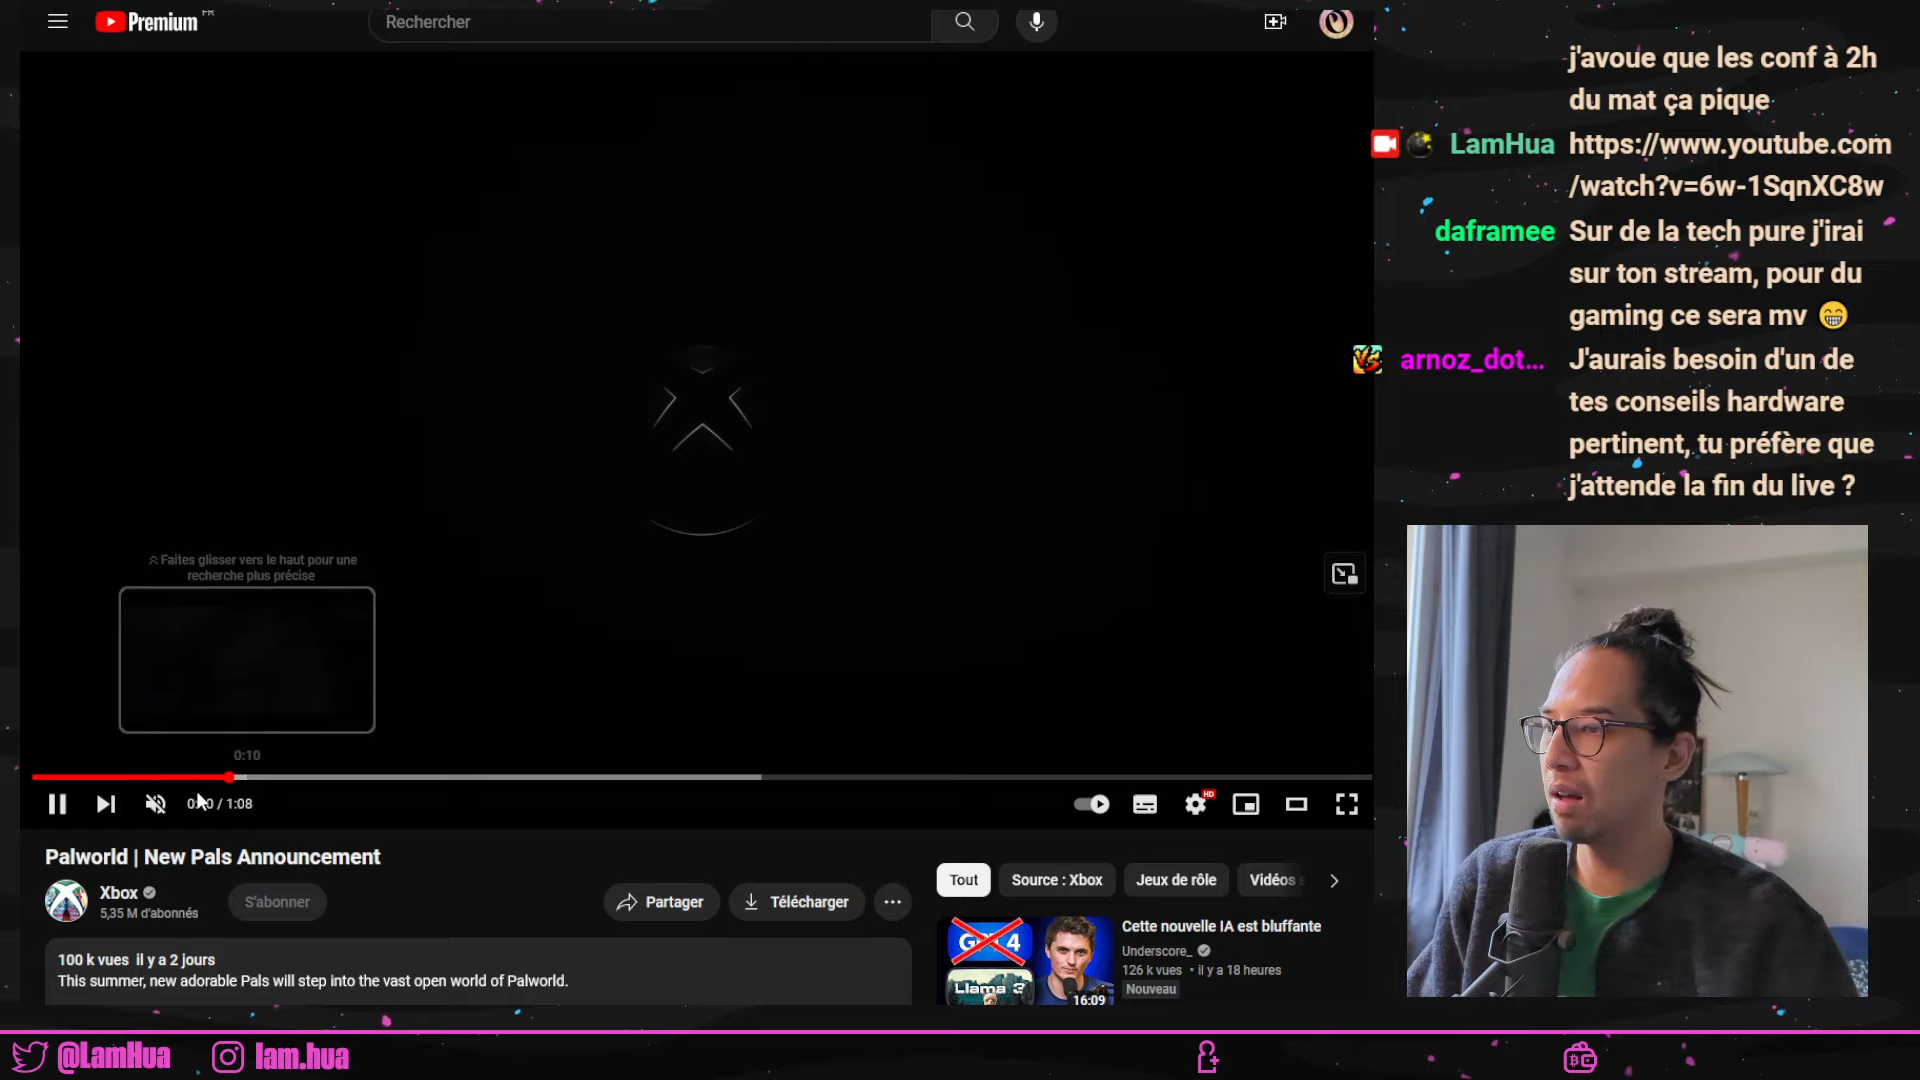 Premium FR
Rechercher
Faites glisser vers le haut pour une
recherche plus précise
0:10
/ 1:08
HD
Palworld | New Pals Announcement
Xbox
5,35 M d'abonnés
S'abonner
Partager
Télécharger
100 k vues il y a 2 jours
This summer, new adorable Pals will step into the vast open world of Palworld.
Tout
Source : Xbox
Jeux de rôle
Vidéos
4
Llama 3
16:09
Cette nouvelle IA est bluffante
Underscore_
126 k vues • il y a 18 heures
Nouveau
j'avoue que les conf à 2h
du mat ça pique
LamHua https://www.youtube.com
/watch?v=6w-1SqnXC8w
daframee Sur de la tech pure j'irai
sur ton stream, pour du
gaming ce sera mv 😁
VS arnoz_dot... J'aurais besoin d'un de
tes conseils hardware
pertinent, tu préfère que
j'attende la fin du live ?
@LamHua
lam.hua